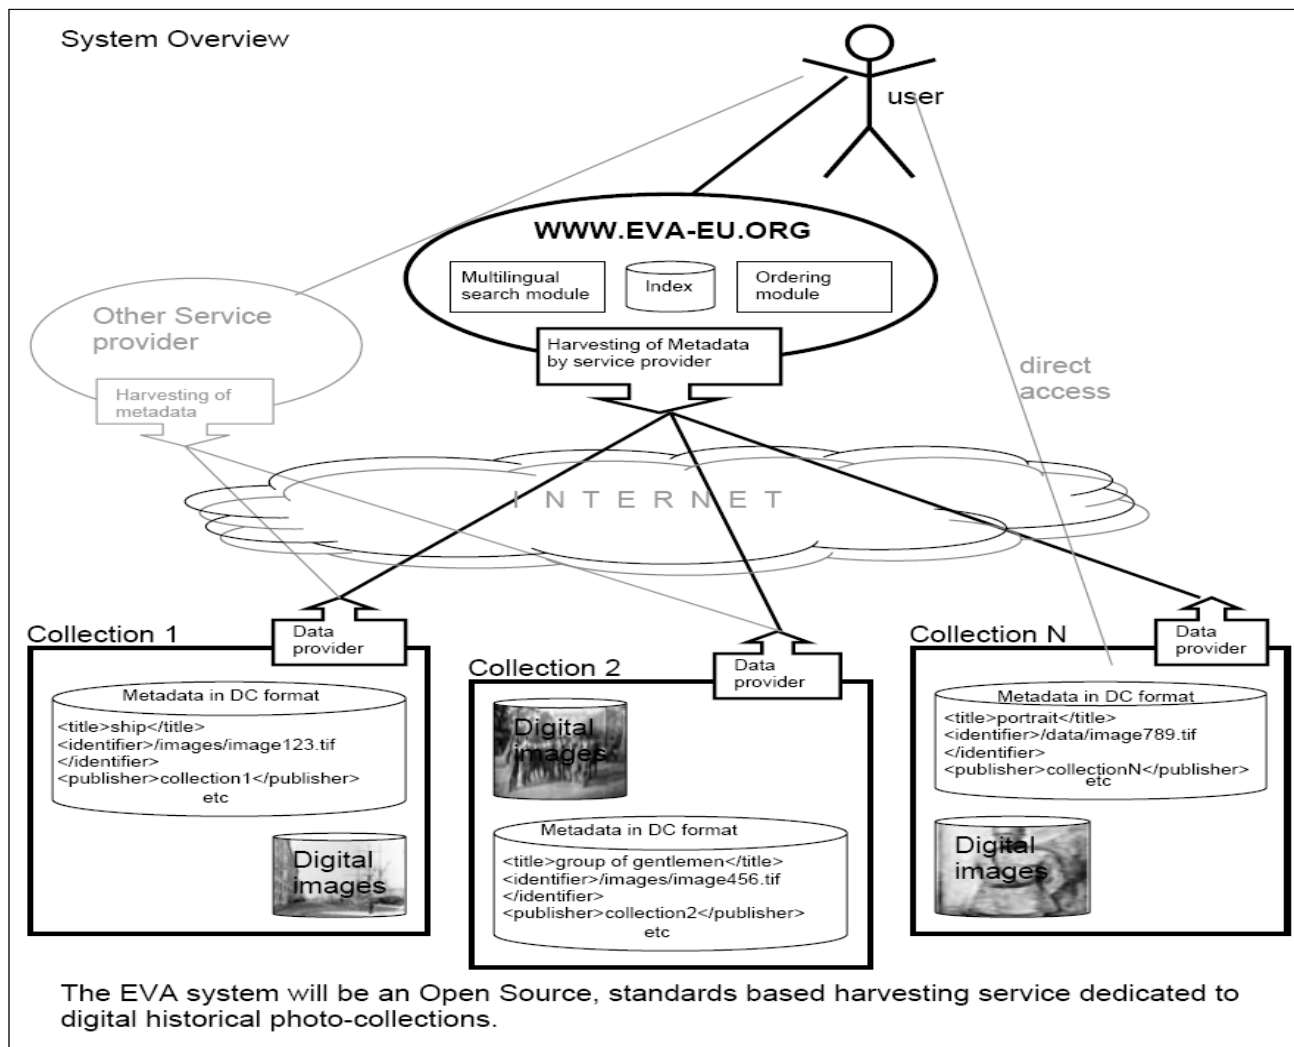 System Overview
user
WWW.EVA-EU.ORG
Multilingual
search module
Index
Ordering
module
Harvesting of Metadata
by service provider
Other Service
provider
Harvesting of
metadata
direct
access
INTERNET
Collection 1
Data
provider
Metadata in DC format
<title>ship</title>
<identifier>/images/image123.tif
</identifier>
<publisher>collection1</publisher>
etc
Digital
images
Collection 2
Data
provider
Digital
images
Metadata in DC format
<title>group of gentlemen</title>
<identifier>/images/image456.tif
</identifier>
<publisher>collection2</publisher>
etc
Collection N
Data
provider
Metadata in DC format
<title>portrait</title>
<identifier>/data/image789.tif
</identifier>
<publisher>collectionN</publisher>
etc
Digital
images
The EVA system will be an Open Source, standards based harvesting service dedicated to
digital historical photo-collections.